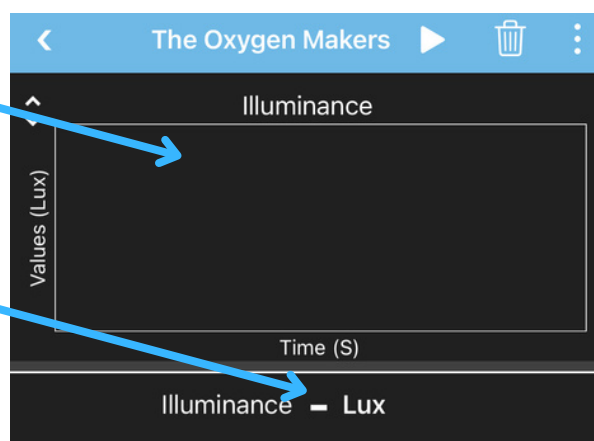 The Oxygen Makers
Illuminance
Values (Lux)
Time (S)
Illuminance - Lux